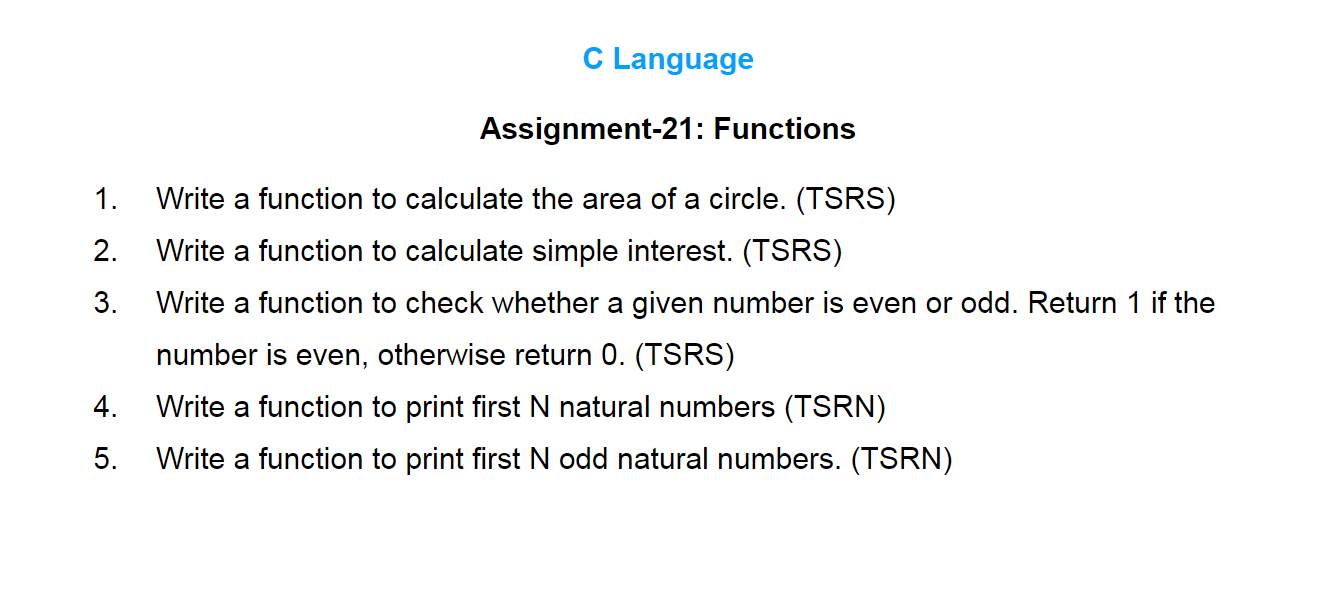 C Language
Assignment-21: Functions
1. Write a function to calculate the area of a circle. (TSRS)
2. Write a function to calculate simple interest. (TSRS)
3. Write a function to check whether a given number is even or odd. Return 1 if the
number is even, otherwise return 0. (TSRS)
4. Write a function to print first N natural numbers (TSRN)
5. Write a function to print first N odd natural numbers. (TSRN)